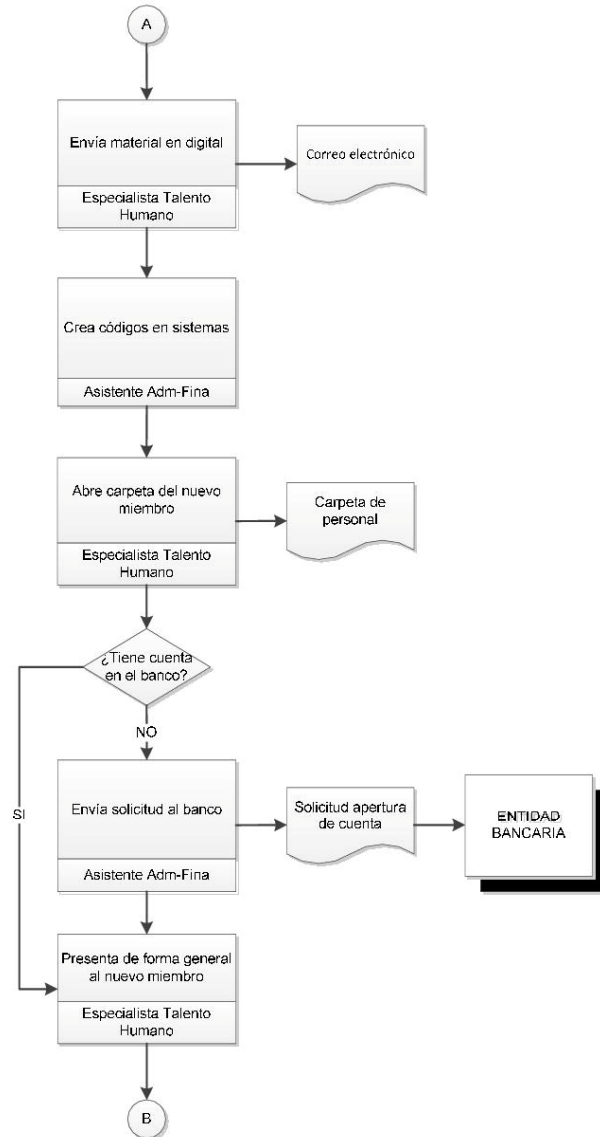 A
Envía material en digital
Correo electrónico
Especialista Talento
Humano
Crea códigos en sistemas
Asistente Adm-Fina
Abre carpeta del nuevo
miembro
Carpeta de
personal
Especialista Talento
Humano
¿Tiene cuenta
en el banco?
NO
SI
Envía solicitud al banco
Solicitud apertura
de cuenta
ENTIDAD
BANCARIA
Asistente Adm-Fina
Presenta de forma general
al nuevo miembro
Especialista Talento
Humano
B